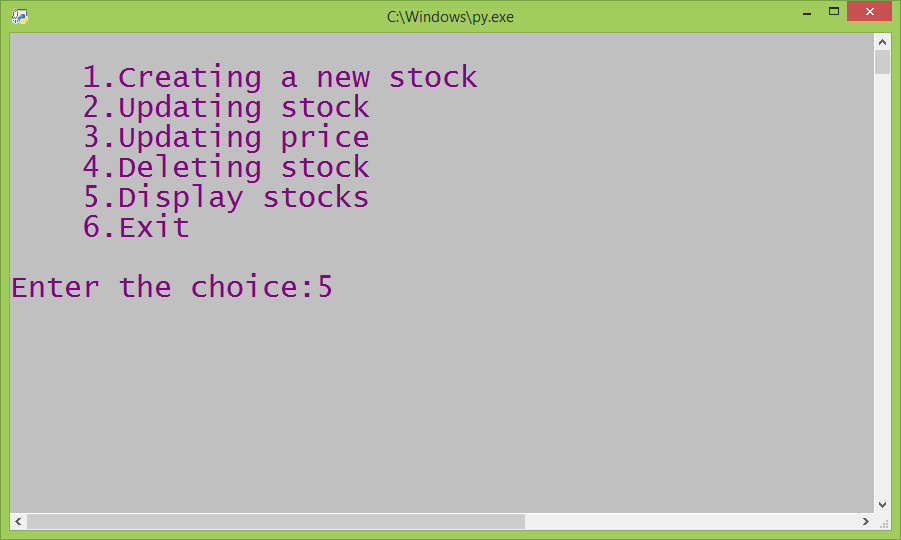 C:\Windows\py.exe
1.Creating a new stock
2.Updating stock
3.Updating price
4.Deleting stock
5.Display stocks
6.Exit
Enter the choice:5